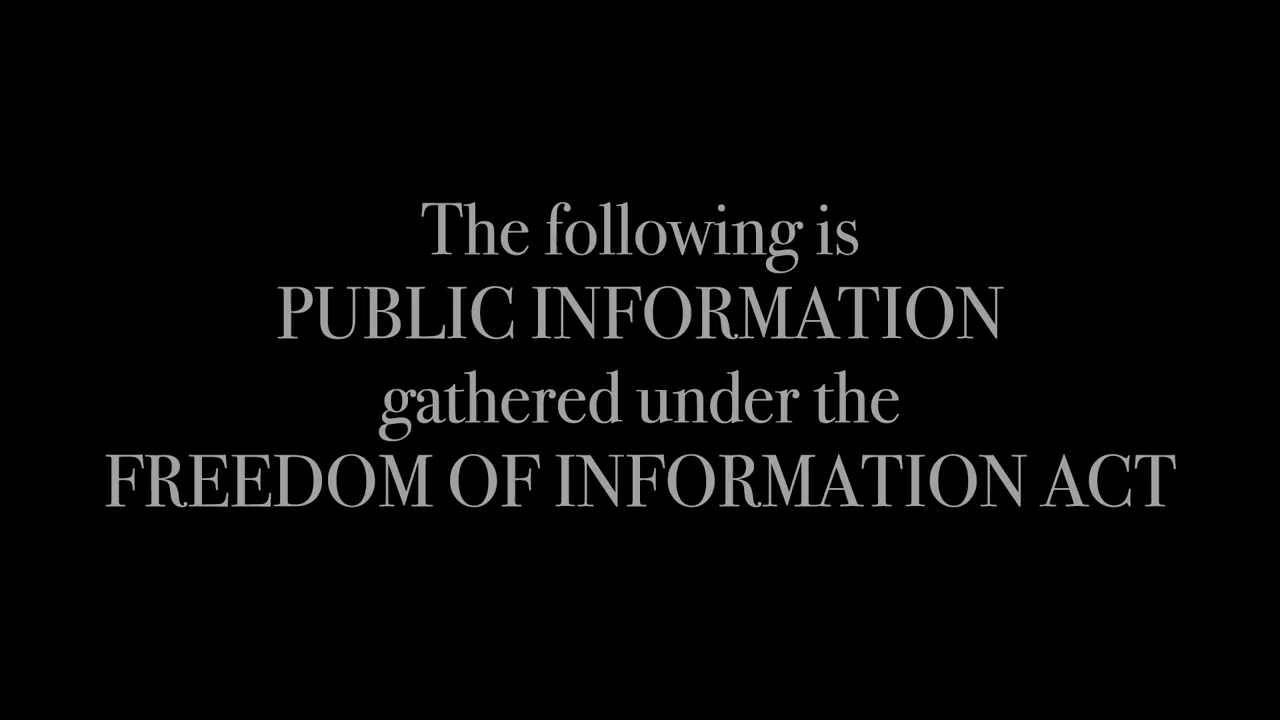 The following is
PUBLIC INFORMATION
gathered under the
FREEDOM OF INFORMATION ACT